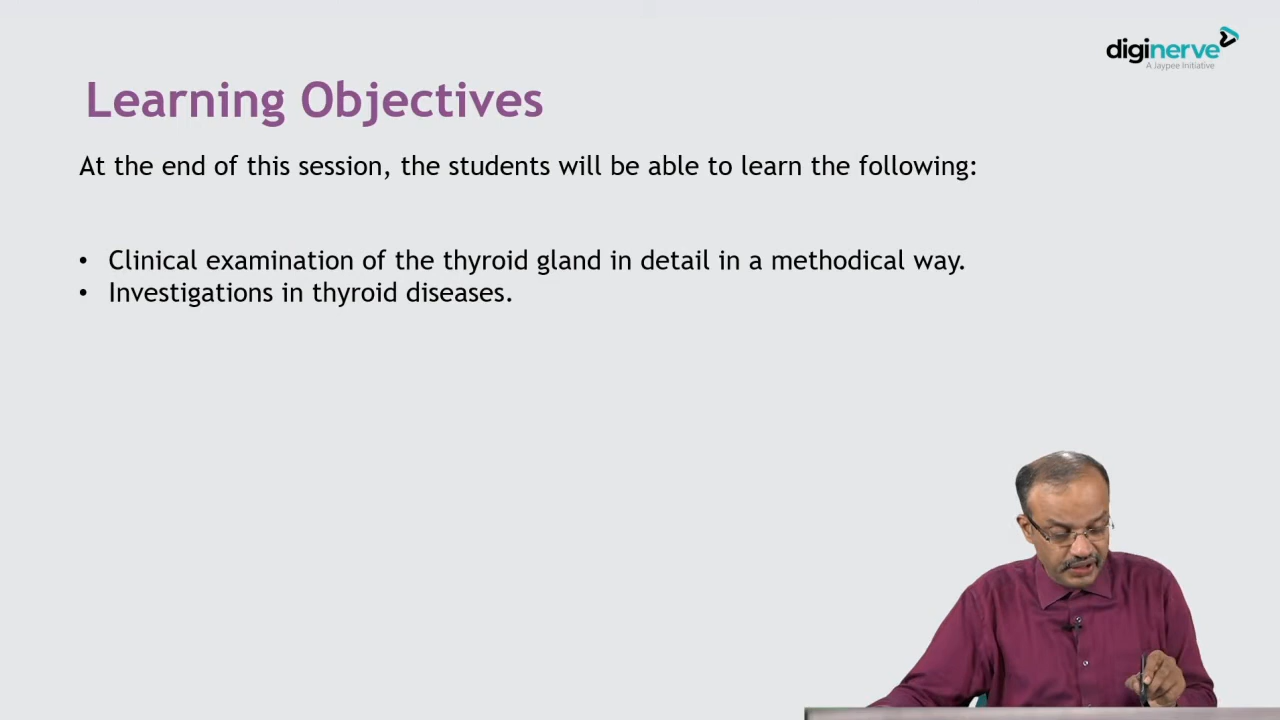 diginerve
A Jaypee Initiative
Learning Objectives
At the end of this session, the students will be able to learn the following:
• Clinical examination of the thyroid gland in detail in a methodical way.
• Investigations in thyroid diseases.